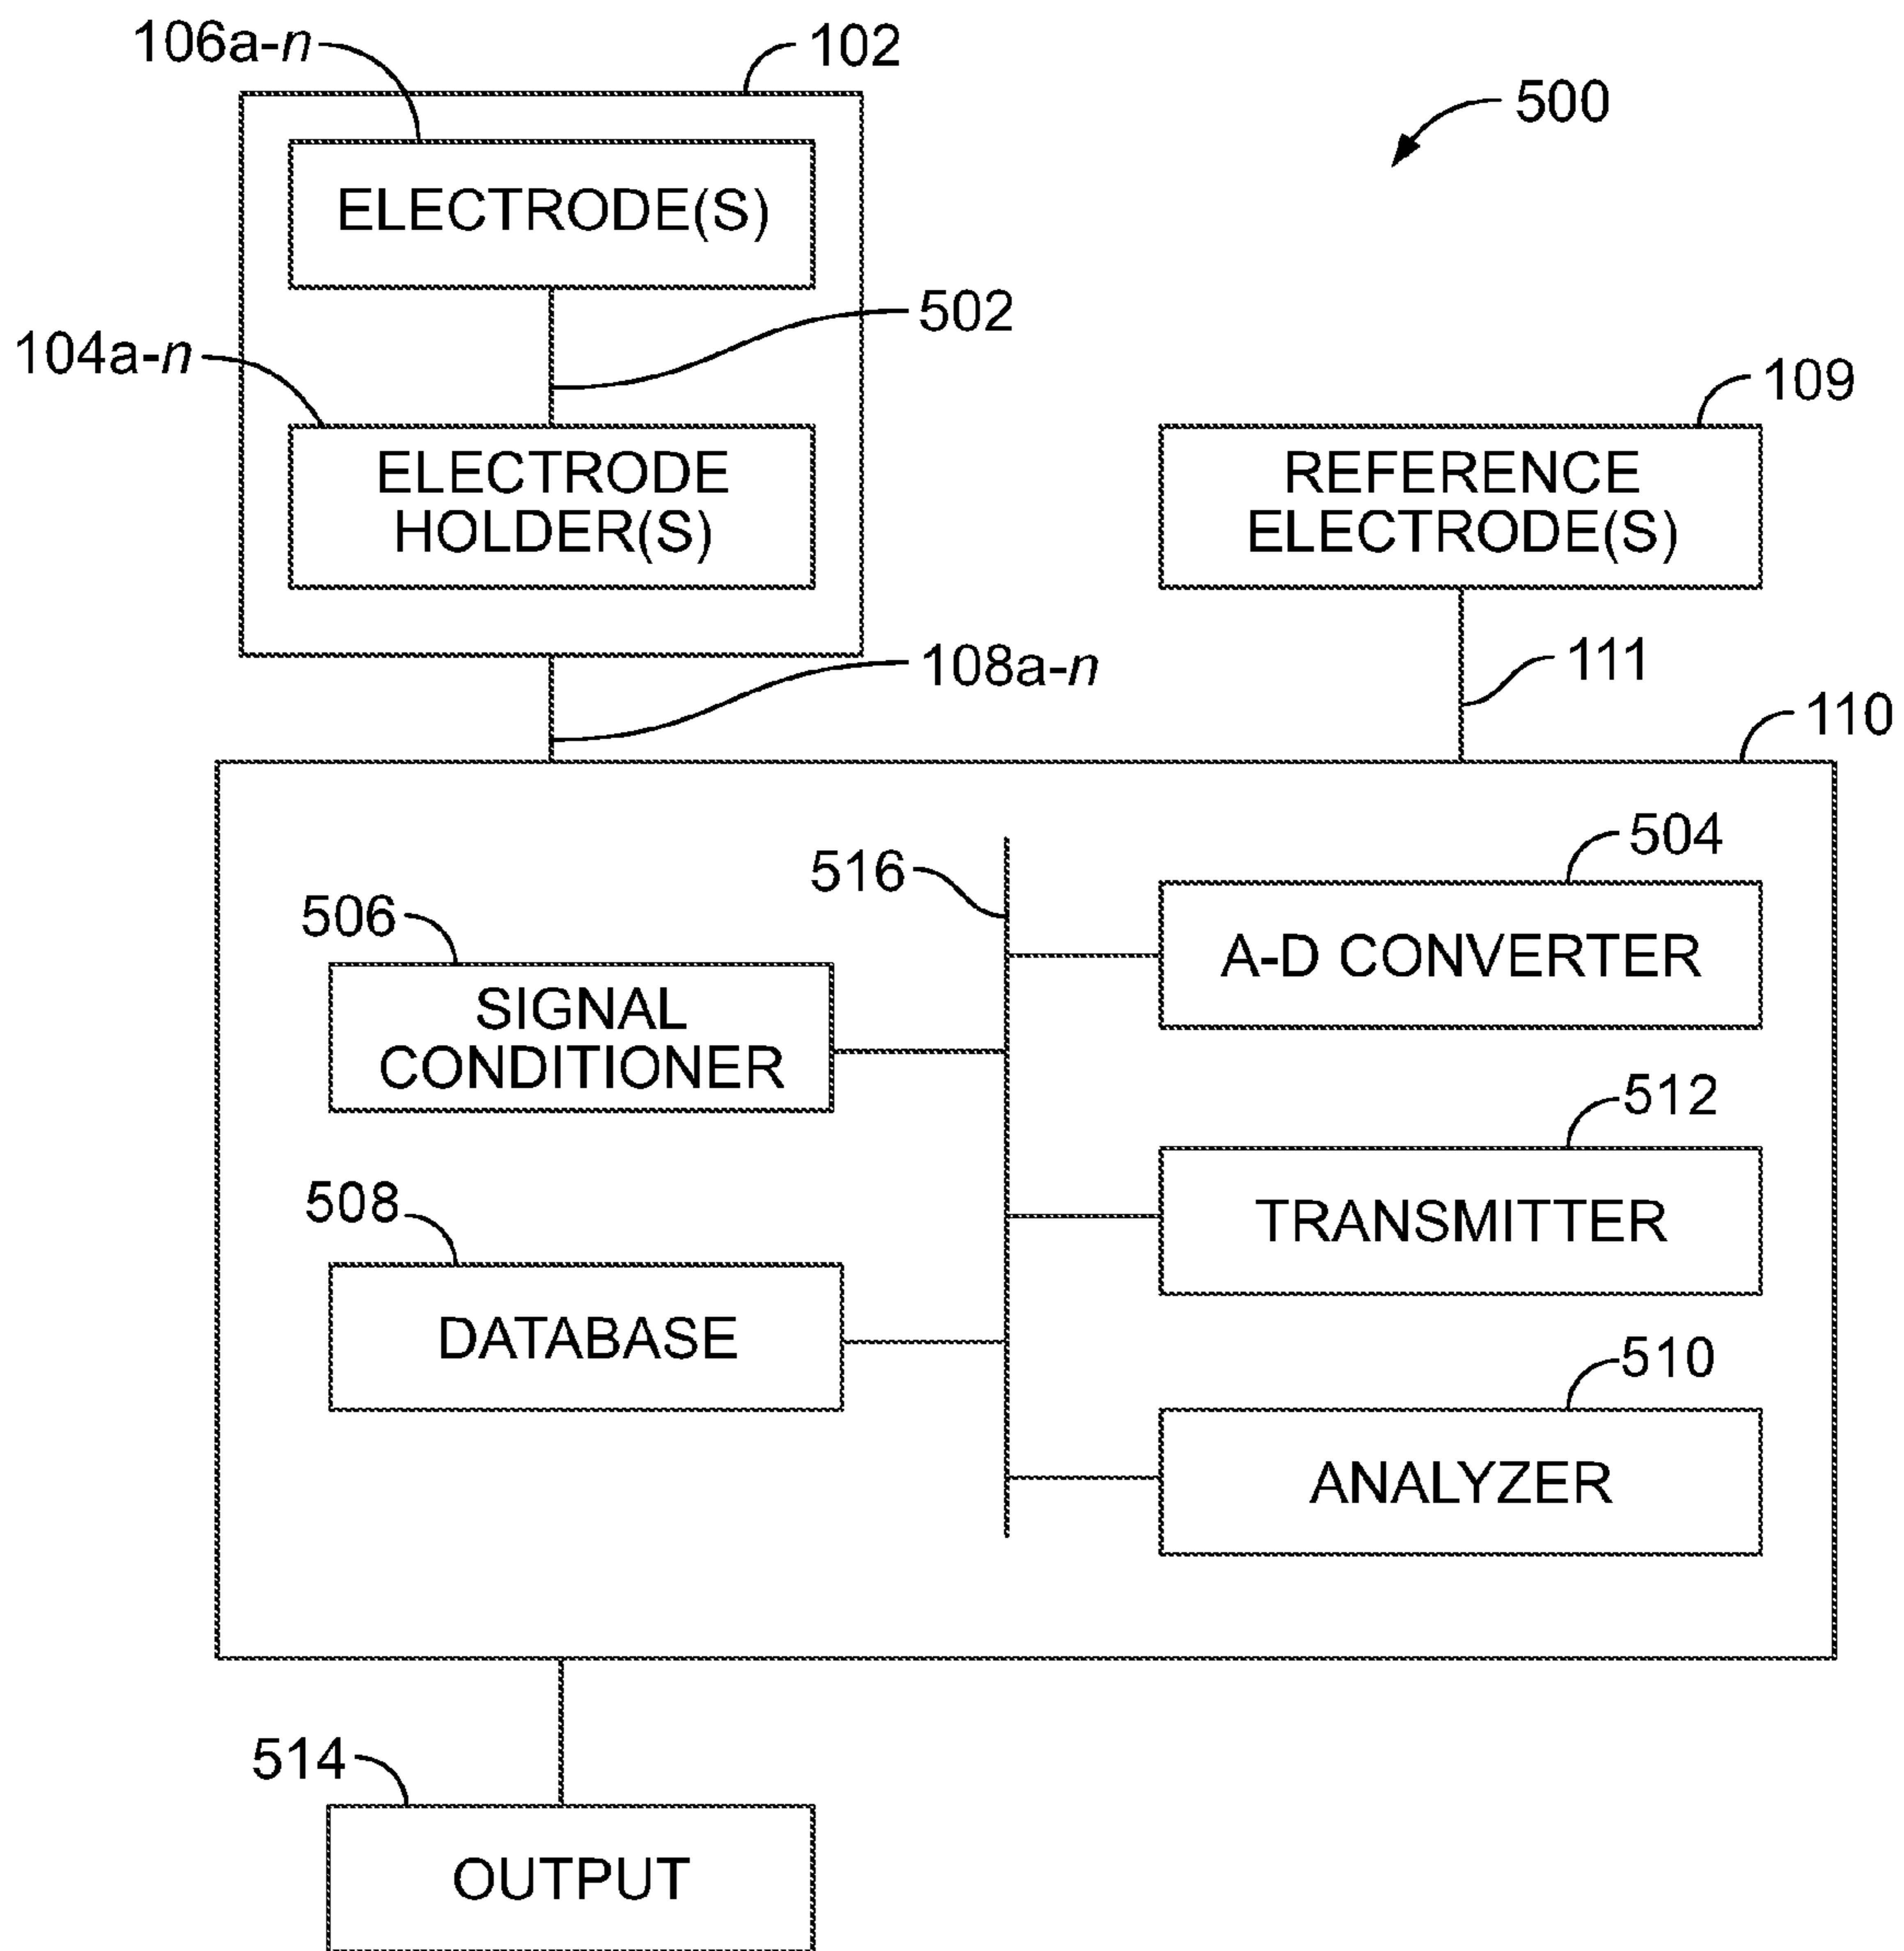 106a-n
102
500
ELECTRODE(S)
502
104a-n
109
ELECTRODE
HOLDER(S)
REFERENCE
ELECTRODE(S)
108a-n
111
110
504
516
506
A-D CONVERTER
SIGNAL
CONDITIONER
512
508
TRANSMITTER
DATABASE
510
ANALYZER
514
OUTPUT